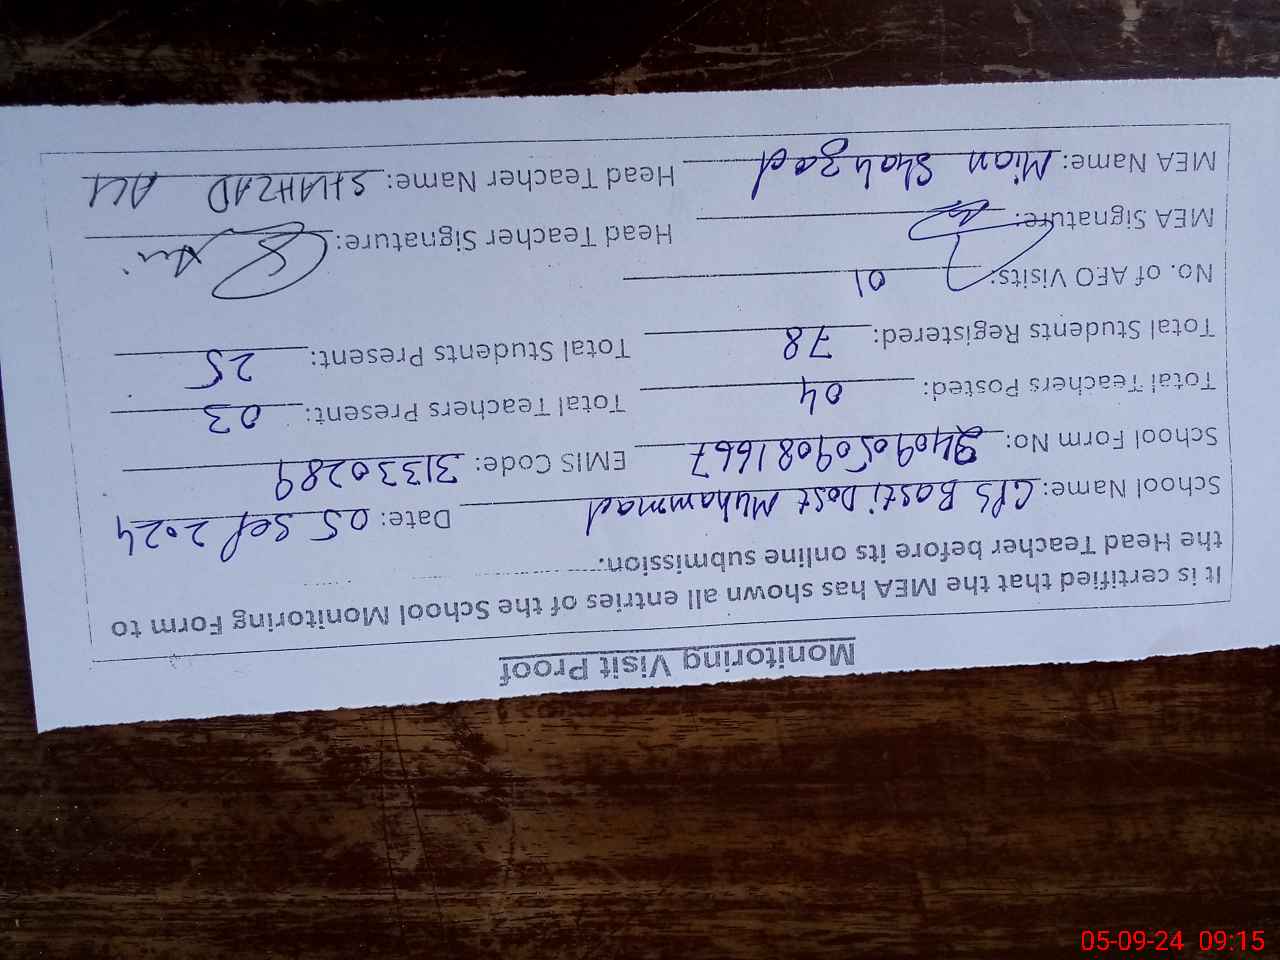 Monitoring Visit Proof
It is certified that the MEA has shown all entries of the School Monitoring Form to
the Head Teacher before its online submission.
School Name: GPS Basti Dost Muhammad Date: 05 Sep 2024
School Form No: 2409050981667 EMIS Code: 31330289
Total Teachers Posted: 04 Total Teachers Present: 03
Total Students Registered: 78 Total Students Present: 25
No. of AFO Visits: 01
MEA Signature: Head Teacher Signature:
MEA Name: Mian Shahzad Head Teacher Name: SHAHZAD ALI
05-09-24 09:15